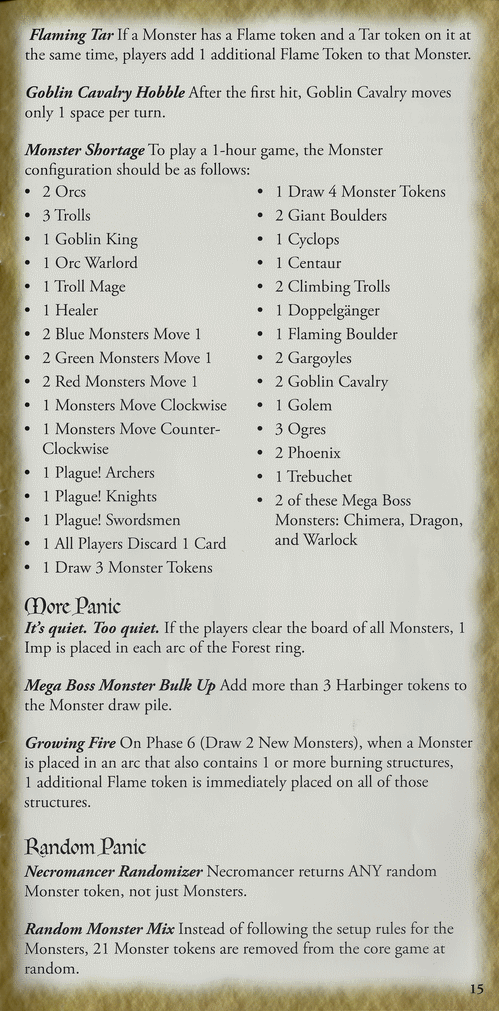 Flaming Tar If a Monster has a Flame token and a Tar token on it at
the same time, players add 1 additional Flame Token to that Monster.
Goblin Cavalry Hobble After the first hit, Goblin Cavalry moves
only 1 space per turn.
Monster Shortage To play a 1-hour game, the Monster
configuration should be as follows:
• 2 Orcs
• 3 Trolls
• 1 Goblin King
• 1 Orc Warlord
• 1 Troll Mage
• 1 Healer
• 2 Blue Monsters Move 1
• 2 Green Monsters Move 1
• 2 Red Monsters Move 1
• 1 Monsters Move Clockwise
• 1 Monsters Move Counter-
Clockwise
• 1 Plague! Archers
• 1 Plague! Knights
• 1 Plague! Swordsmen
• 1 All Players Discard 1 Card
• 1 Draw 3 Monster Tokens
• 1 Draw 4 Monster Tokens
• 2 Giant Boulders
• 1 Cyclops
• 1 Centaur
• 2 Climbing Trolls
• 1 Doppelgänger
• 1 Flaming Boulder
• 2 Gargoyles
• 2 Goblin Cavalry
• 1 Golem
• 3 Ogres
• 2 Phoenix
• 1 Trebuchet
• 2 of these Mega Boss
Monsters: Chimera, Dragon,
and Warlock
More Panic
It's quiet. Too quiet. If the players clear the board of all Monsters, 1
Imp is placed in each arc of the Forest ring.
Mega Boss Monster Bulk Up Add more than 3 Harbinger tokens to
the Monster draw pile.
Growing Fire On Phase 6 (Draw 2 New Monsters), when a Monster
is placed in an arc that also contains 1 or more burning structures,
1 additional Flame token is immediately placed on all of those
structures.
Random Panic
Necromancer Randomizer Necromancer returns ANY random
Monster token, not just Monsters.
Random Monster Mix Instead of following the setup rules for the
Monsters, 21 Monster tokens are removed from the core game at
random.
15